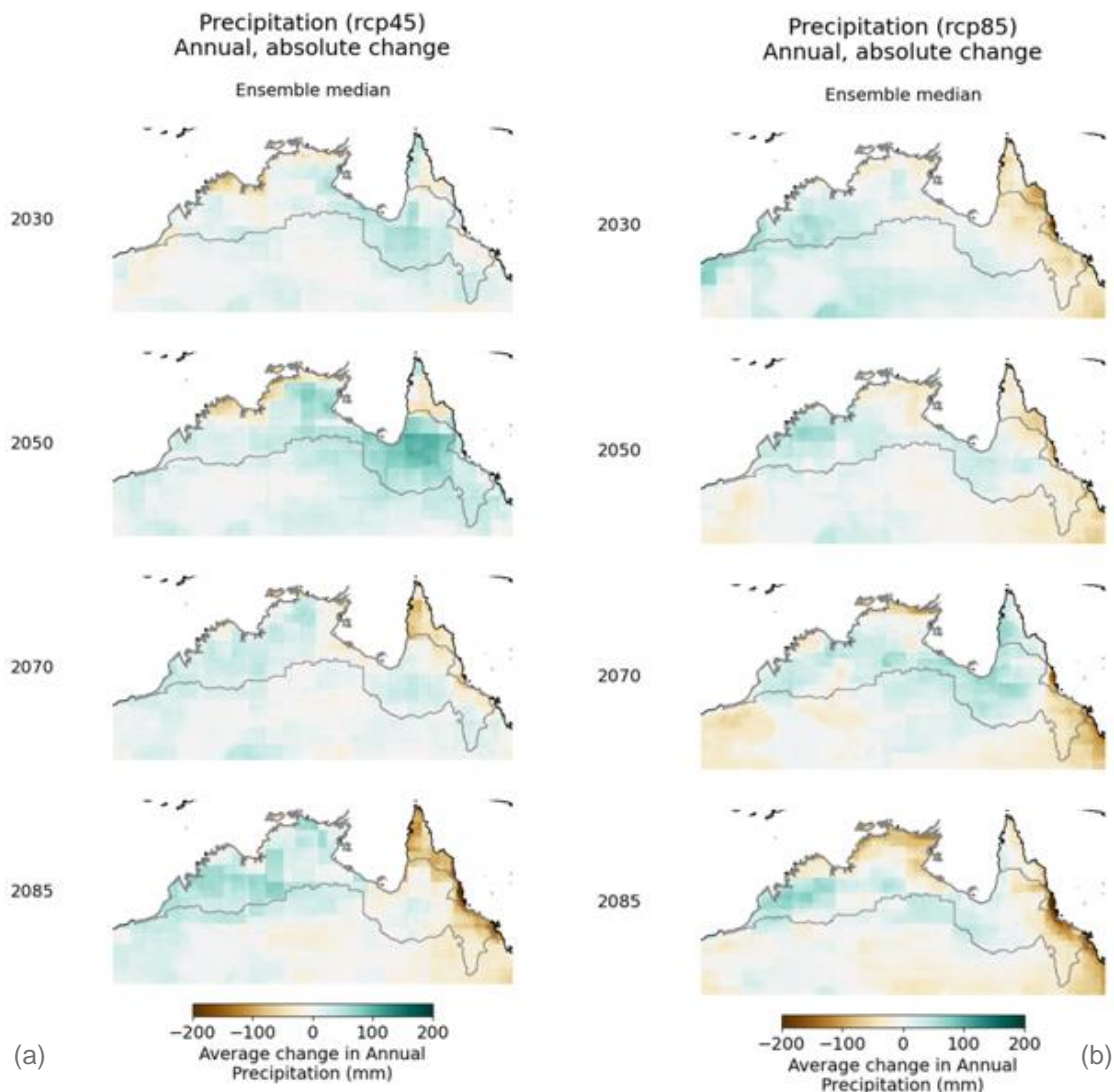 Precipitation (rcp45)
Annual, absolute change
Ensemble median
2030
2050
2070
2085
−200 −100 0 100 200
Average change in Annual
Precipitation (mm)
(a)
Precipitation (rcp85)
Annual, absolute change
Ensemble median
2030
2050
2070
2085
−200 −100 0 100 200
Average change in Annual
Precipitation (mm)
(b)